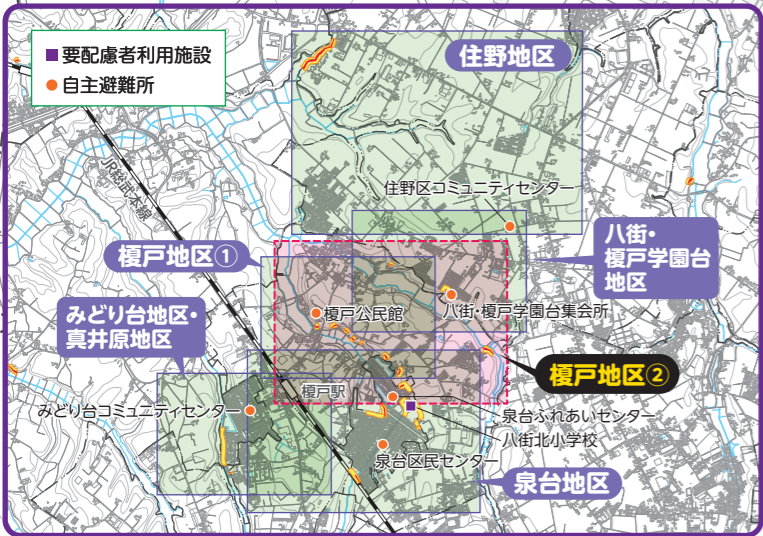 ■要配慮者利用施設
●自主避難所
住野地区
JR総武本線
住野区コミュニティセンター
榎戸地区①
八街・
榎戸学園台
地区
みどり台地区・
真井原地区
榎戸公民館
八街・榎戸学園台集会所
榎戸地区②
榎戸駅
みどり台コミュニティセンター
泉台ふれあいセンター
八街北小学校
泉台区民センター
泉台地区